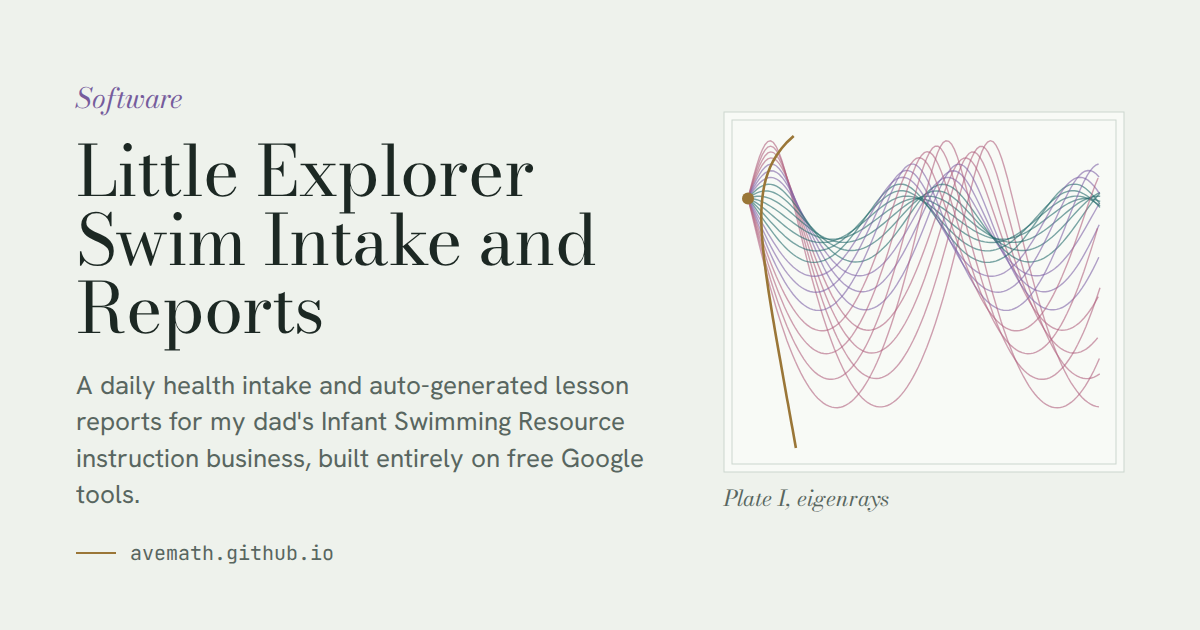 Software
Little Explorer
Swim Intake and
Reports
A daily health intake and auto-generated lesson
reports for my dad's Infant Swimming Resource
instruction business, built entirely on free Google
tools.
avemath.github.io
Plate I, eigenrays